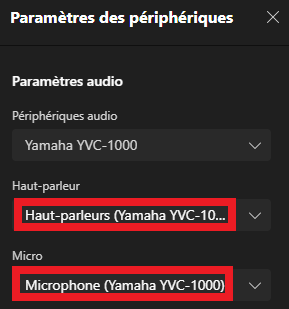 Paramètres des périphériques
Paramètres audio
Périphériques audio
Yamaha YVC-1000
Haut-parleur
Haut-parleurs (Yamaha YVC-10...
Micro
Microphone (Yamaha YVC-1000)